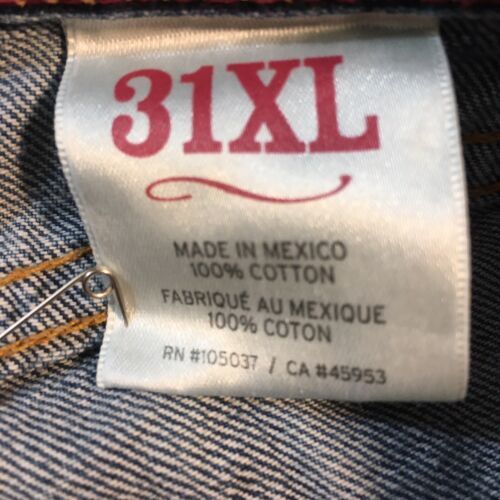 31XL
MADE IN MEXICO
100% COTTON
FABRIQUÉ AU MEXIQUE
100% COTON
RN #105037 / CA #45953